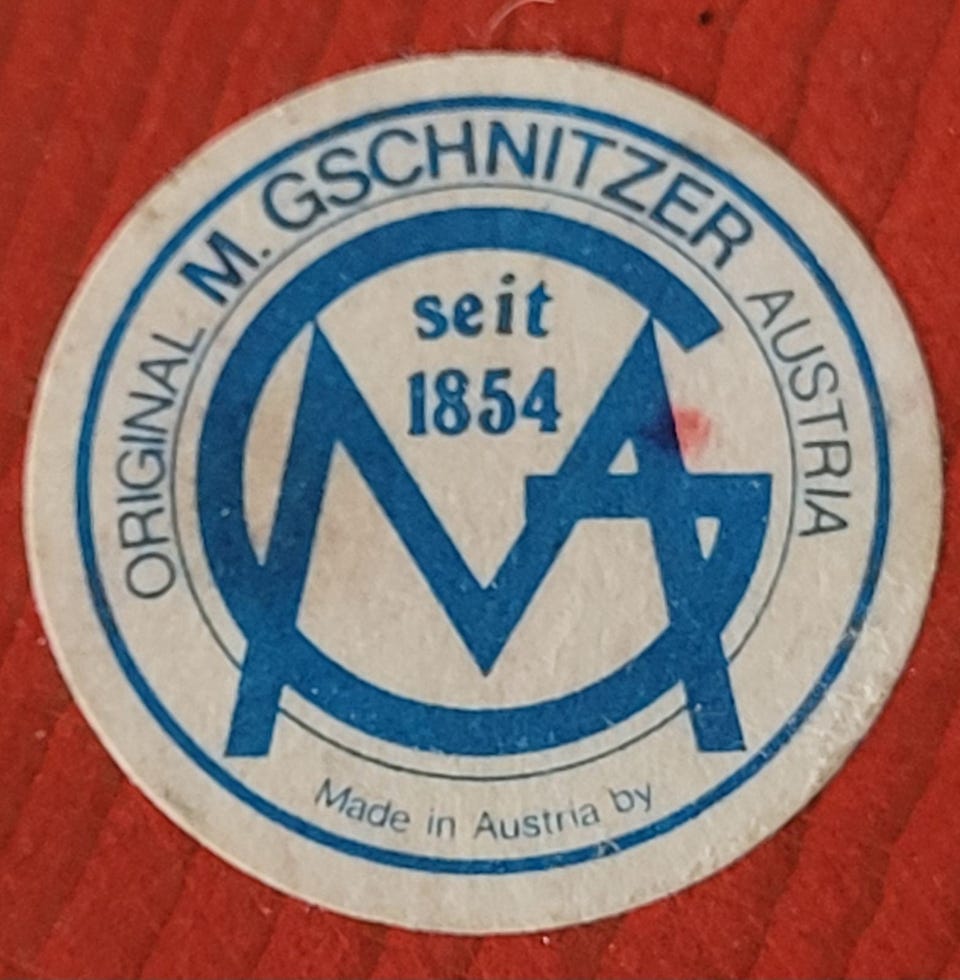 ORIGINAL M. GSCHNITZER AUSTRIA
seit
1854
Made in Austria by